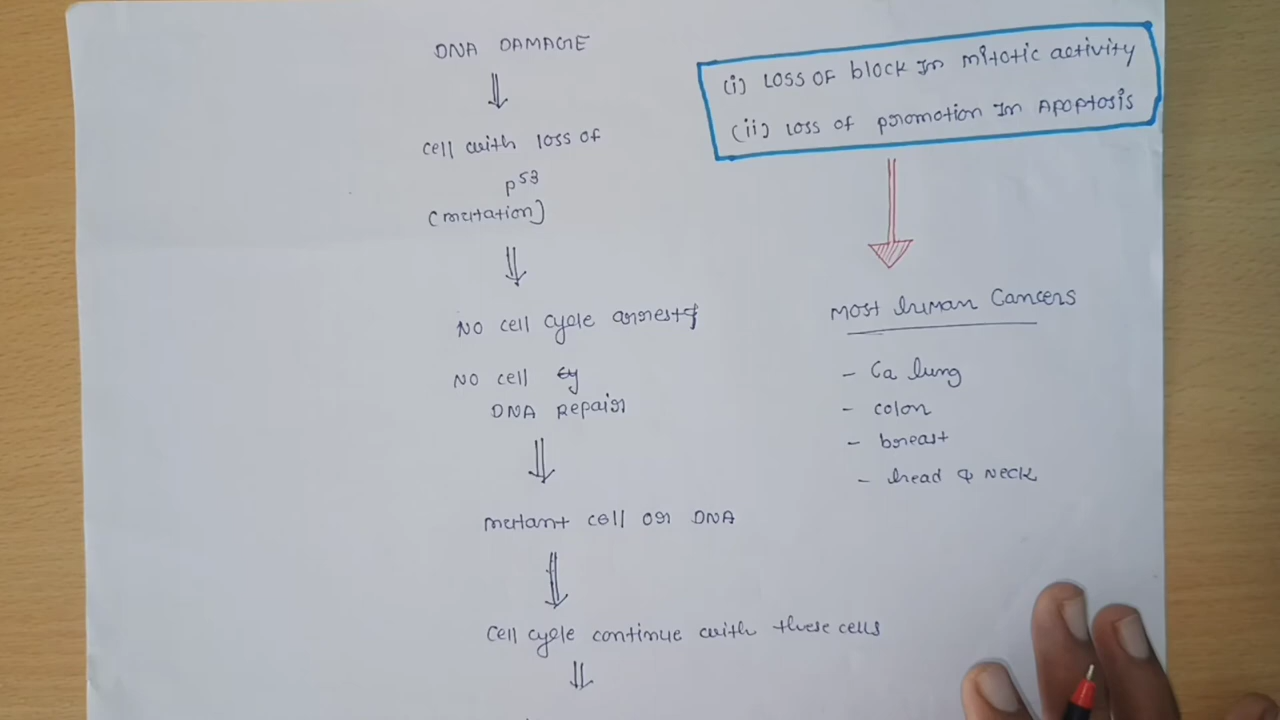 DNA DAMAGE
cell with loss of
p53
(mutation)
NO cell cycle arrest &
NO cell cy
DNA Repair
mutant cell or DNA
cell cycle continue with these cells
(i) LOSS OF block In mitotic activity
(ii) Loss of promotion In Apoptosis
Most human Cancers
- Ca lung
- colon
- breast
- head & NECK